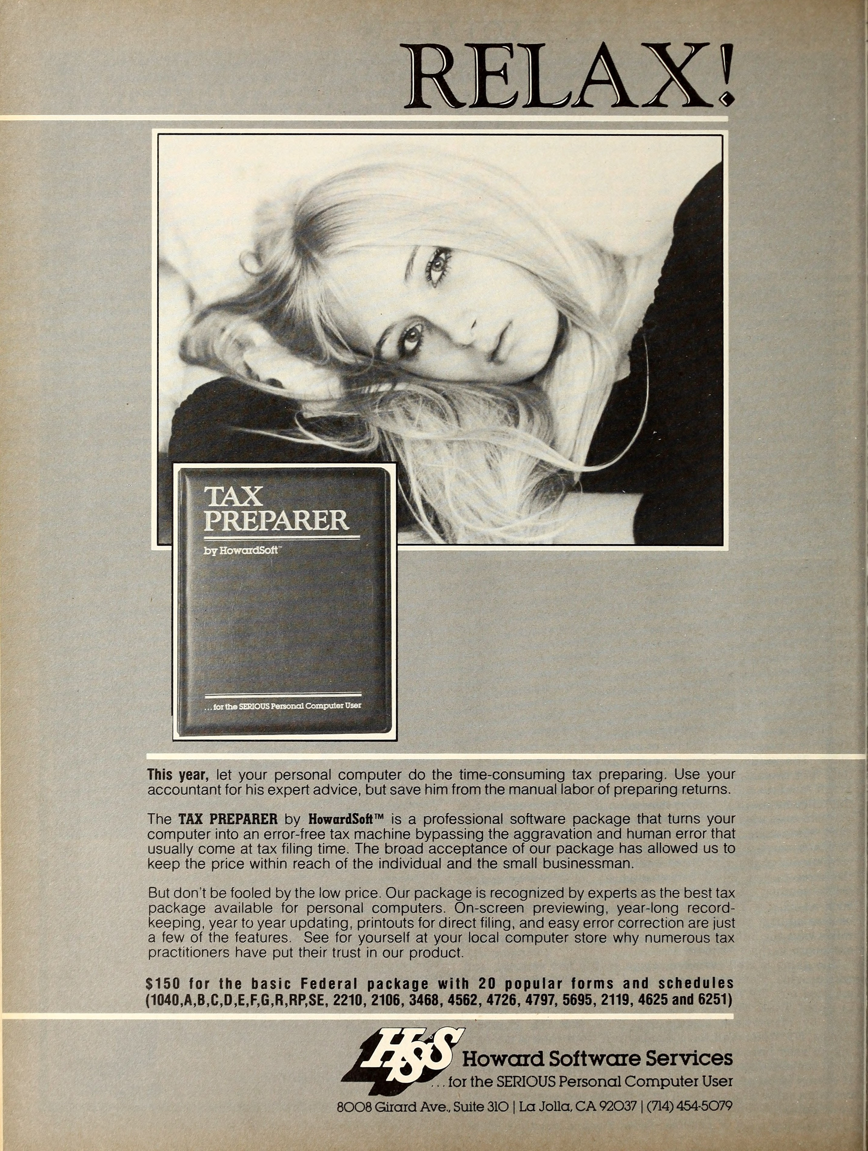 RELAX!
TAX
PREPARER
by HowardSoft™
...for the SERIOUS Personal Computer User
This year, let your personal computer do the time-consuming tax preparing. Use your
accountant for his expert advice, but save him from the manual labor of preparing returns.
The TAX PREPARER by HowardSoft™ is a professional software package that turns your
computer into an error-free tax machine bypassing the aggravation and human error that
usually come at tax filing time. The broad acceptance of our package has allowed us to
keep the price within reach of the individual and the small businessman.
But don't be fooled by the low price. Our package is recognized by experts as the best tax
package available for personal computers. On-screen previewing, year-long record-
keeping, year to year updating, printouts for direct filing, and easy error correction are just
a few of the features. See for yourself at your local computer store why numerous tax
practitioners have put their trust in our product.
$150 for the basic Federal package with 20 popular forms and schedules
(1040,A,B,C,D,E,F,G,R,RP,SE, 2210, 2106, 3468, 4562, 4726, 4797, 5695, 2119, 4625 and 6251)
HSS Howard Software Services
...for the SERIOUS Personal Computer User
8008 Girard Ave., Suite 310 | La Jolla, CA 92037 | (714) 454-5079